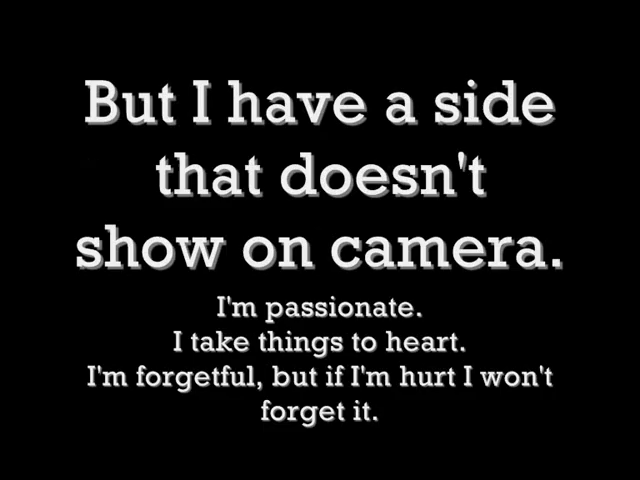 But I have a side
that doesn't
show on camera.
I'm passionate.
I take things to heart.
I'm forgetful, but if I'm hurt I won't
forget it.